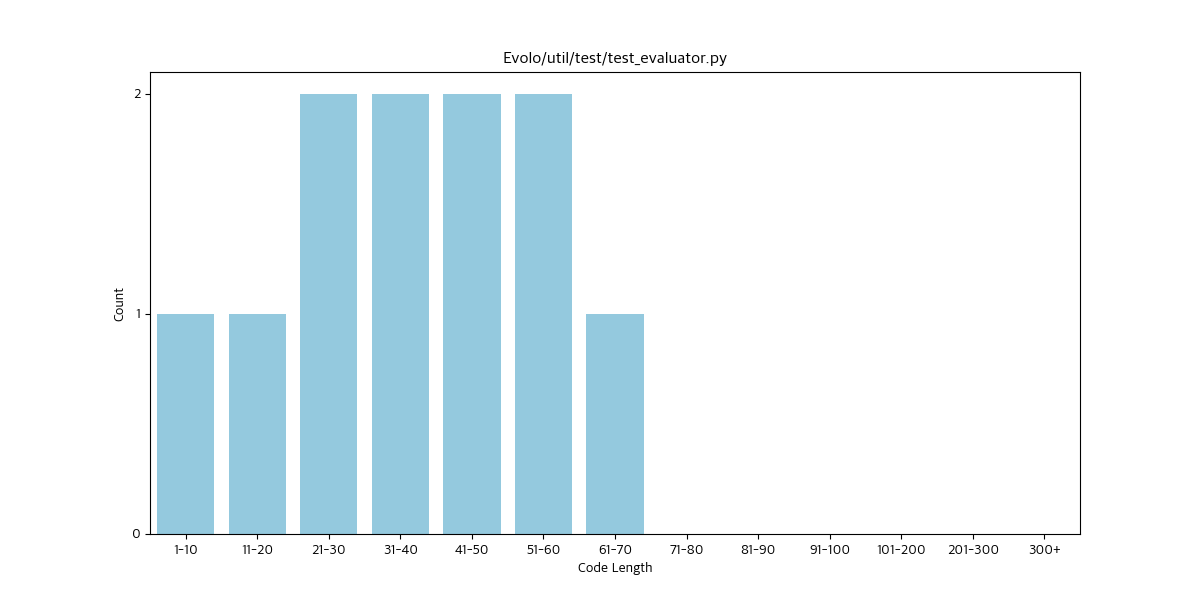 Evolo/util/test/test_evaluator.py
2
1
0
Count
1-10 11-20 21-30 31-40 41-50 51-60 61-70 71-80 81-90 91-100 101-200 201-300 300+
Code Length